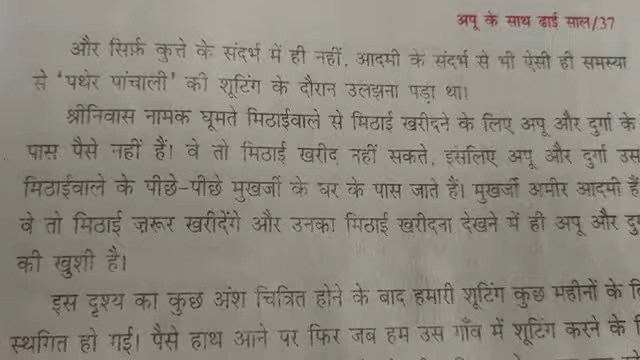 अपू के साथ ढाई साल/37
और सिर्फ़ कुत्ते के संदर्भ में ही नहीं, आदमी के संदर्भ से भी ऐसी ही समस्या
से 'पथेर पांचाली' की शूटिंग के दौरान उलझना पड़ा था।
श्रीनिवास नामक घूमते मिठाईवाले से मिठाई खरीदने के लिए अपू और दुर्गा के
पास पैसे नहीं हैं। वे तो मिठाई खरीद नहीं सकते, इसलिए अपू और दुर्गा उस
मिठाईवाले के पीछे-पीछे मुखर्जी के घर के पास जाते हैं। मुखर्जी अमीर आदमी हैं
वे तो मिठाई ज़रूर खरीदेंगे और उनका मिठाई खरीदना देखने में ही अपू और
की खुशी है।
इस दृश्य का कुछ अंश चित्रित होने के बाद हमारी शूटिंग कुछ महीनों के
स्थगित हो गई। पैसे हाथ आने पर फिर जब हम उस गाँव में शूटिंग करने के